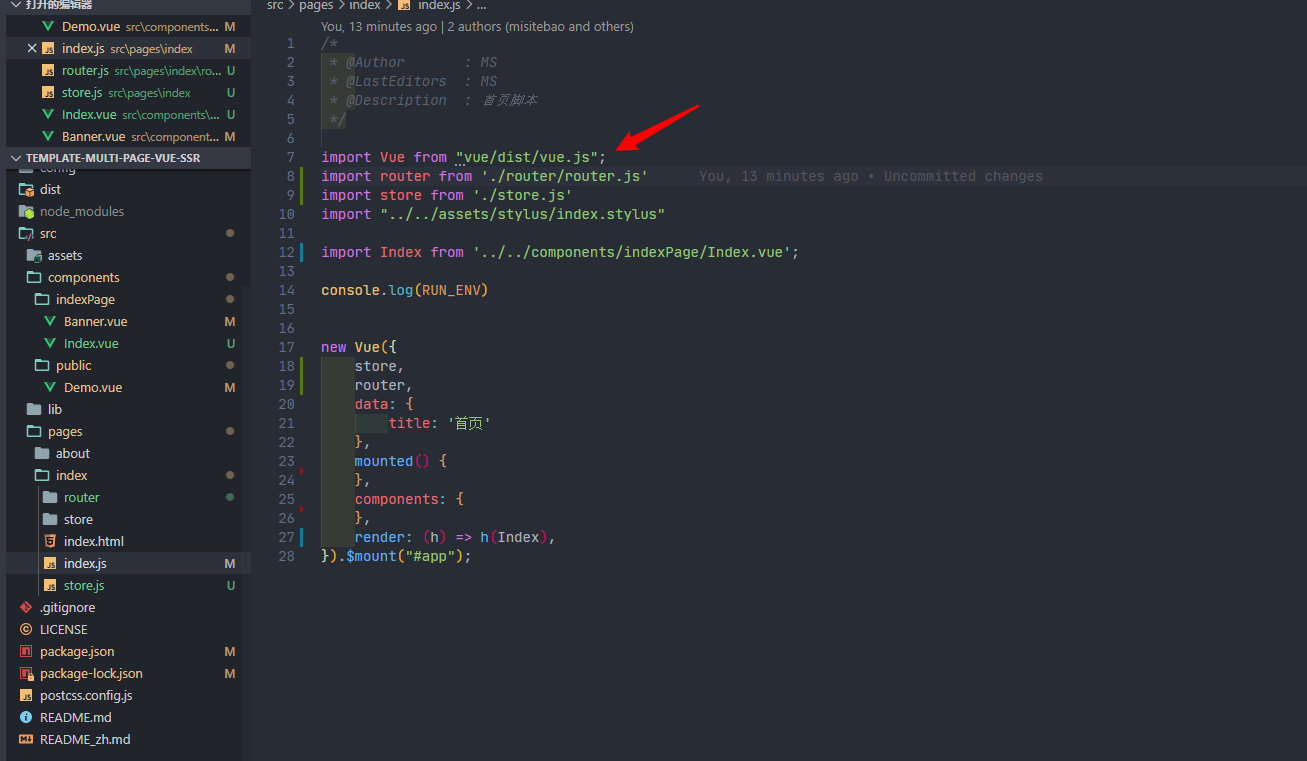 打开的编辑器
Demo.vue src\components... M
index.js src\pages\index M
router.js src\pages\index\ro... U
store.js src\pages\index U
Index.vue src\components\... U
Banner.vue src\component... M
TEMPLATE-MULTI-PAGE-VUE-SSR
config
dist
node_modules
src
assets
components
indexPage
Banner.vue M
Index.vue U
public
Demo.vue M
lib
pages
about
index
router
store
index.html
index.js M
store.js U
.gitignore
LICENSE
package.json M
package-lock.json M
postcss.config.js
README.md
README_zh.md
src > pages > index > index.js > ...
You, 13 minutes ago | 2 authors (misitebao and others)
1 /*
2 * @Author : MS
3 * @LastEditors : MS
4 * @Description : 首页脚本
5 */
6
7 import Vue from "vue/dist/vue.js";
8 import router from './router/router.js' You, 13 minutes ago • Uncommitted changes
9 import store from './store.js'
10 import "../../assets/stylus/index.stylus"
11
12 import Index from '../../components/indexPage/Index.vue';
13
14 console.log(RUN_ENV)
15
16
17 new Vue({
18 store,
19 router,
20 data: {
21 title: '首页'
22 },
23 mounted() {
24 },
25 components: {
26 },
27 render: (h) => h(Index),
28 }).$mount("#app");